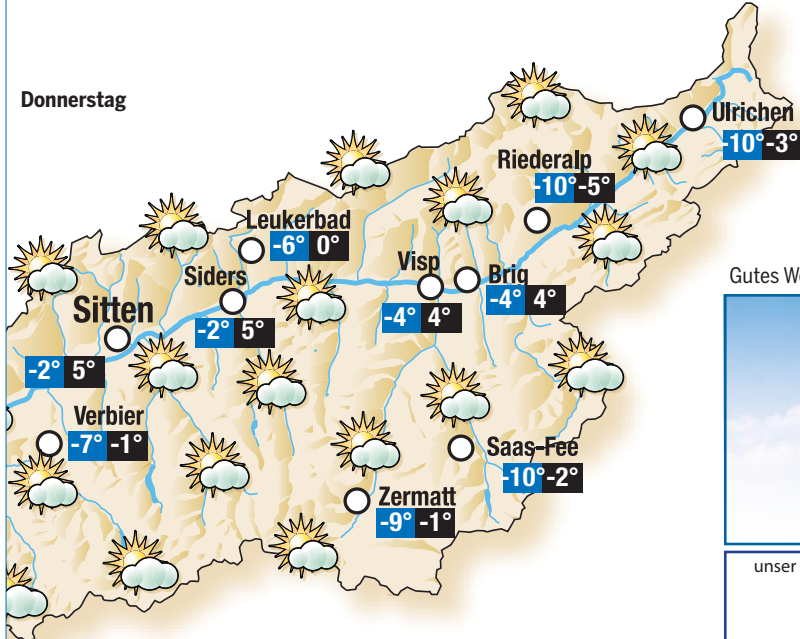 Donnerstag
Ulrichen
-10° -3°
Riederalp
-10° -5°
Leukerbad
-6° 0°
Visp
-4° 4°
Brig
-4° 4°
Siders
-2° 5°
Sitten
-2° 5°
Verbier
-7° -1°
Saas-Fee
-10° -2°
Zermatt
-9° -1°
Gutes
unser